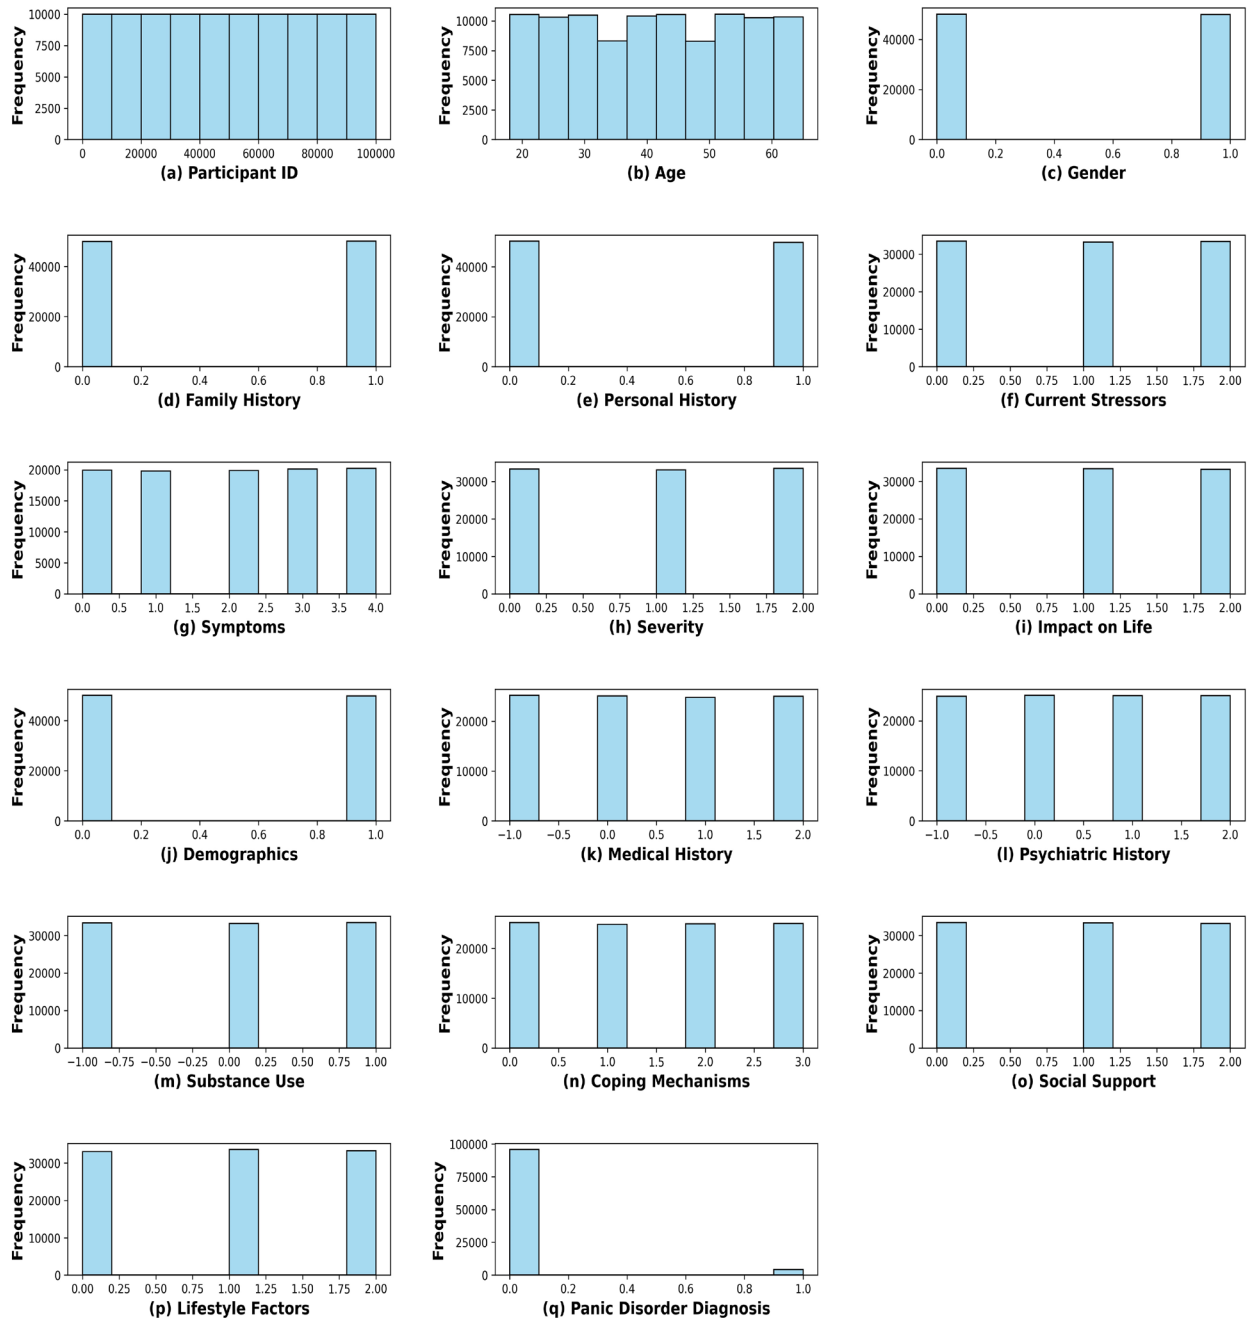 Frequency
10000
7500
5000
2500
0
0 20000 40000 60000 80000 100000
(a) Participant ID
Frequency
10000
7500
5000
2500
0
20 30 40 50 60
(b) Age
Frequency
40000
20000
0
0.0 0.2 0.4 0.6 0.8 1.0
(c) Gender
Frequency
40000
20000
0
0.0 0.2 0.4 0.6 0.8 1.0
(d) Family History
Frequency
40000
20000
0
0.0 0.2 0.4 0.6 0.8 1.0
(e) Personal History
Frequency
30000
20000
10000
0
0.00 0.25 0.50 0.75 1.00 1.25 1.50 1.75 2.00
(f) Current Stressors
Frequency
20000
15000
10000
5000
0
0.0 0.5 1.0 1.5 2.0 2.5 3.0 3.5 4.0
(g) Symptoms
Frequency
30000
20000
10000
0
0.00 0.25 0.50 0.75 1.00 1.25 1.50 1.75 2.00
(h) Severity
Frequency
30000
20000
10000
0
0.00 0.25 0.50 0.75 1.00 1.25 1.50 1.75 2.00
(i) Impact on Life
Frequency
40000
20000
0
0.0 0.2 0.4 0.6 0.8 1.0
(j) Demographics
Frequency
20000
10000
0
−1.0 −0.5 0.0 0.5 1.0 1.5 2.0
(k) Medical History
Frequency
20000
10000
0
−1.0 −0.5 0.0 0.5 1.0 1.5 2.0
(l) Psychiatric History
Frequency
30000
20000
10000
0
−1.00 −0.75 −0.50 −0.25 0.00 0.25 0.50 0.75 1.00
(m) Substance Use
Frequency
20000
10000
0
0.0 0.5 1.0 1.5 2.0 2.5 3.0
(n) Coping Mechanisms
Frequency
30000
20000
10000
0
0.00 0.25 0.50 0.75 1.00 1.25 1.50 1.75 2.00
(o) Social Support
Frequency
30000
20000
10000
0
0.00 0.25 0.50 0.75 1.00 1.25 1.50 1.75 2.00
(p) Lifestyle Factors
Frequency
100000
75000
50000
25000
0
0.0 0.2 0.4 0.6 0.8 1.0
(q) Panic Disorder Diagnosis